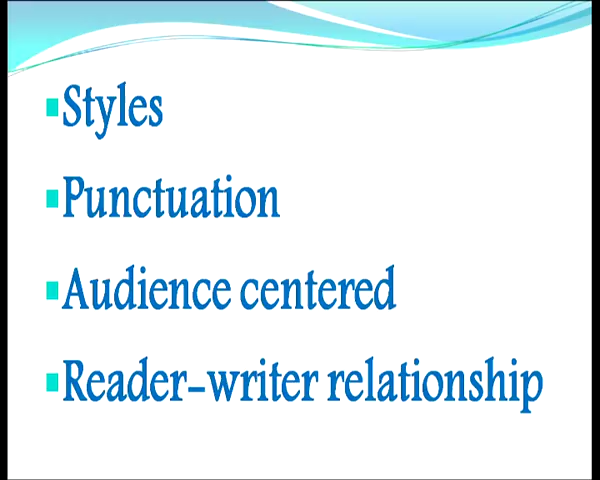 Styles
Punctuation
Audience centered
Reader-writer relationship